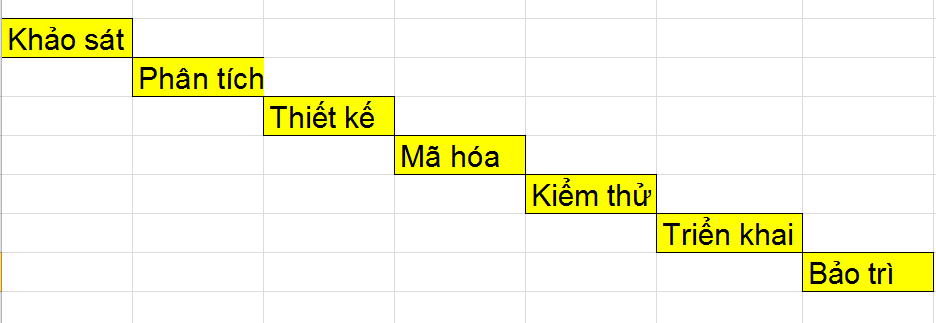 Khảo sát
Phân tích
Thiết kế
Mã hóa
Kiểm thử
Triển khai
Bảo trì